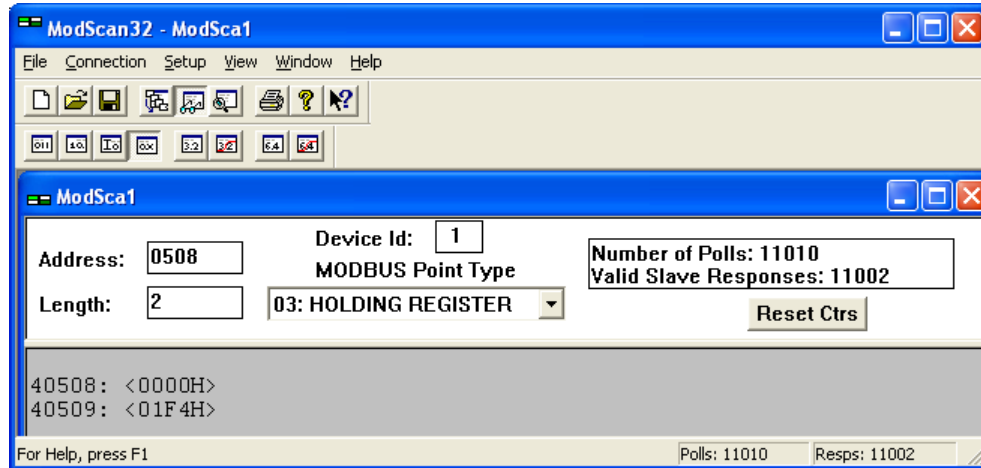 ModScan32 - ModSca1
File Connection Setup View Window Help
ModSca1
Address: 0508
Device Id: 1
MODBUS Point Type
Length: 2
03: HOLDING REGISTER
Number of Polls: 11010
Valid Slave Responses: 11002
Reset Ctrs
40508: <0000H>
40509: <01F4H>
For Help, press F1
Polls: 11010
Resps: 11002